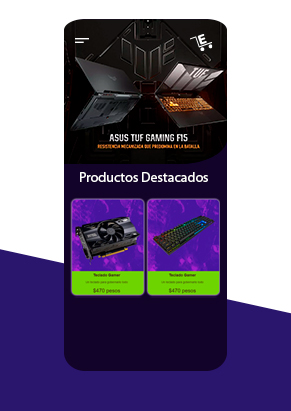 E
TUF
ASUS TUF GAMING F15
RESISTENCIA MECANIZADA QUE PREDOMINA EN LA BATALLA
Productos Destacados
Teclado Gamer
Teclado Gamer
$470 pesos
$470 pesos